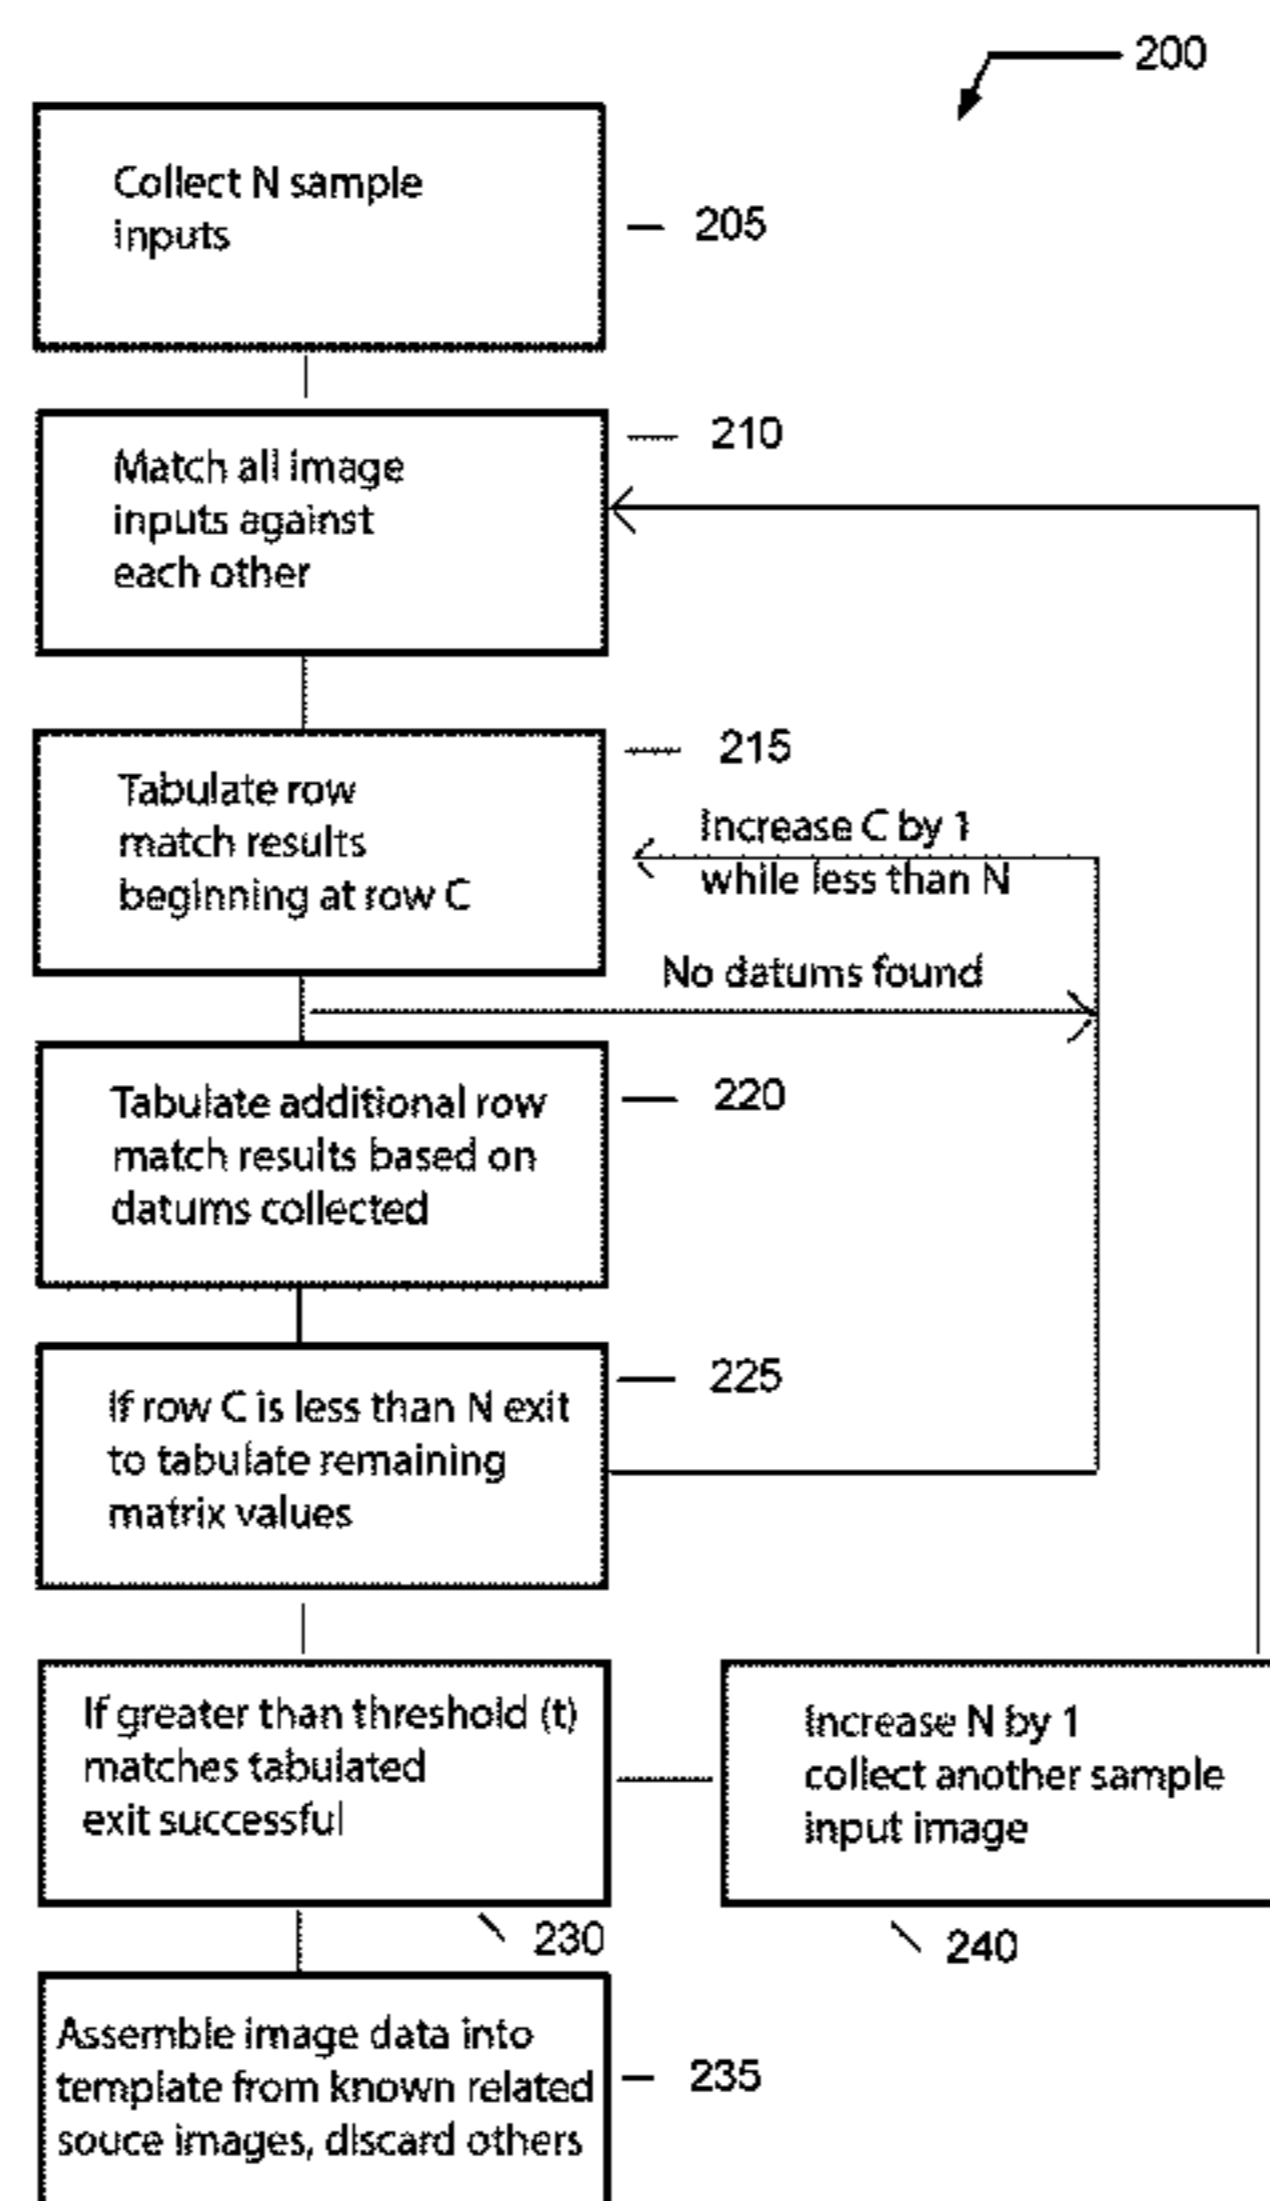 200
Collect N sample
inputs
205
Match all image
inputs against
each other
210
Tabulate row
match results
beginning at row C
215
Increase C by 1
while less than N
No datums found
Tabulate additional row
match results based on
datums collected
220
If row C is less than N exit
to tabulate remaining
matrix values
225
If greater than threshold (t)
matches tabulated
exit successful
230
Increase N by 1
collect another sample
input image
240
Assemble image data into
template from known related
souce images, discard others
235